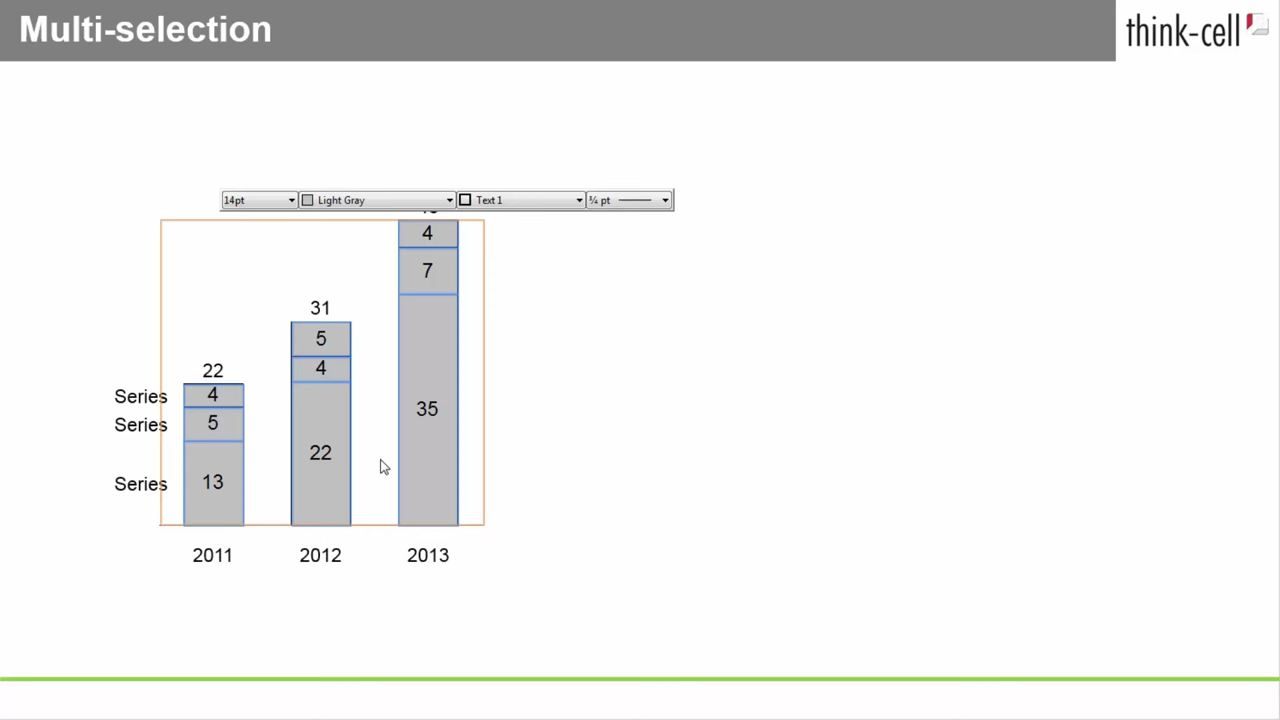 Multi-selection
think-cell
14pt Light Gray Text 1 ¼ pt
4
7
31
5
22
4
Series 4
Series 5
35
22
Series 13
2011 2012 2013